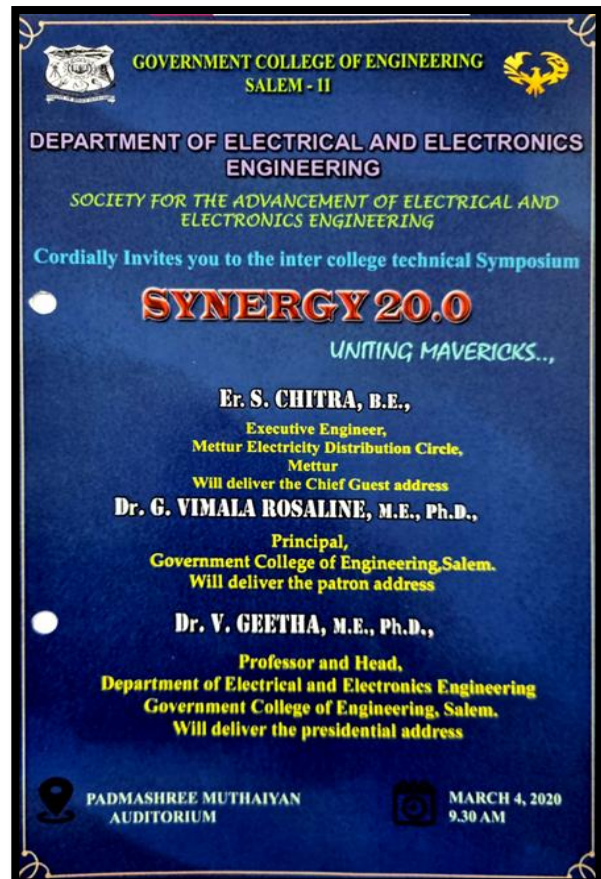 GOVERNMENT COLLEGE OF ENGINEERING
SALEM - 11
DEPARTMENT OF ELECTRICAL AND ELECTRONICS
ENGINEERING
SOCIETY FOR THE ADVANCEMENT OF ELECTRICAL AND
ELECTRONICS ENGINEERING
Cordially Invites you to the inter college technical Symposium
SYNERGY 20.0
UNITING MAVERICKS..,
Er. S. CHITRA, B.E.,
Executive Engineer,
Mettur Electricity Distribution Circle,
Mettur
Will deliver the Chief Guest address
Dr. G. VIMALA ROSALINE, M.E., Ph.D.,
Principal,
Government College of Engineering,Salem.
Will deliver the patron address
Dr. V. GEETHA, M.E., Ph.D.,
Professor and Head,
Department of Electrical and Electronics Engineering
Government College of Engineering, Salem.
Will deliver the presidential address
PADMASHREE MUTHAIYAN
AUDITORIUM
MARCH 4, 2020
9.30 AM